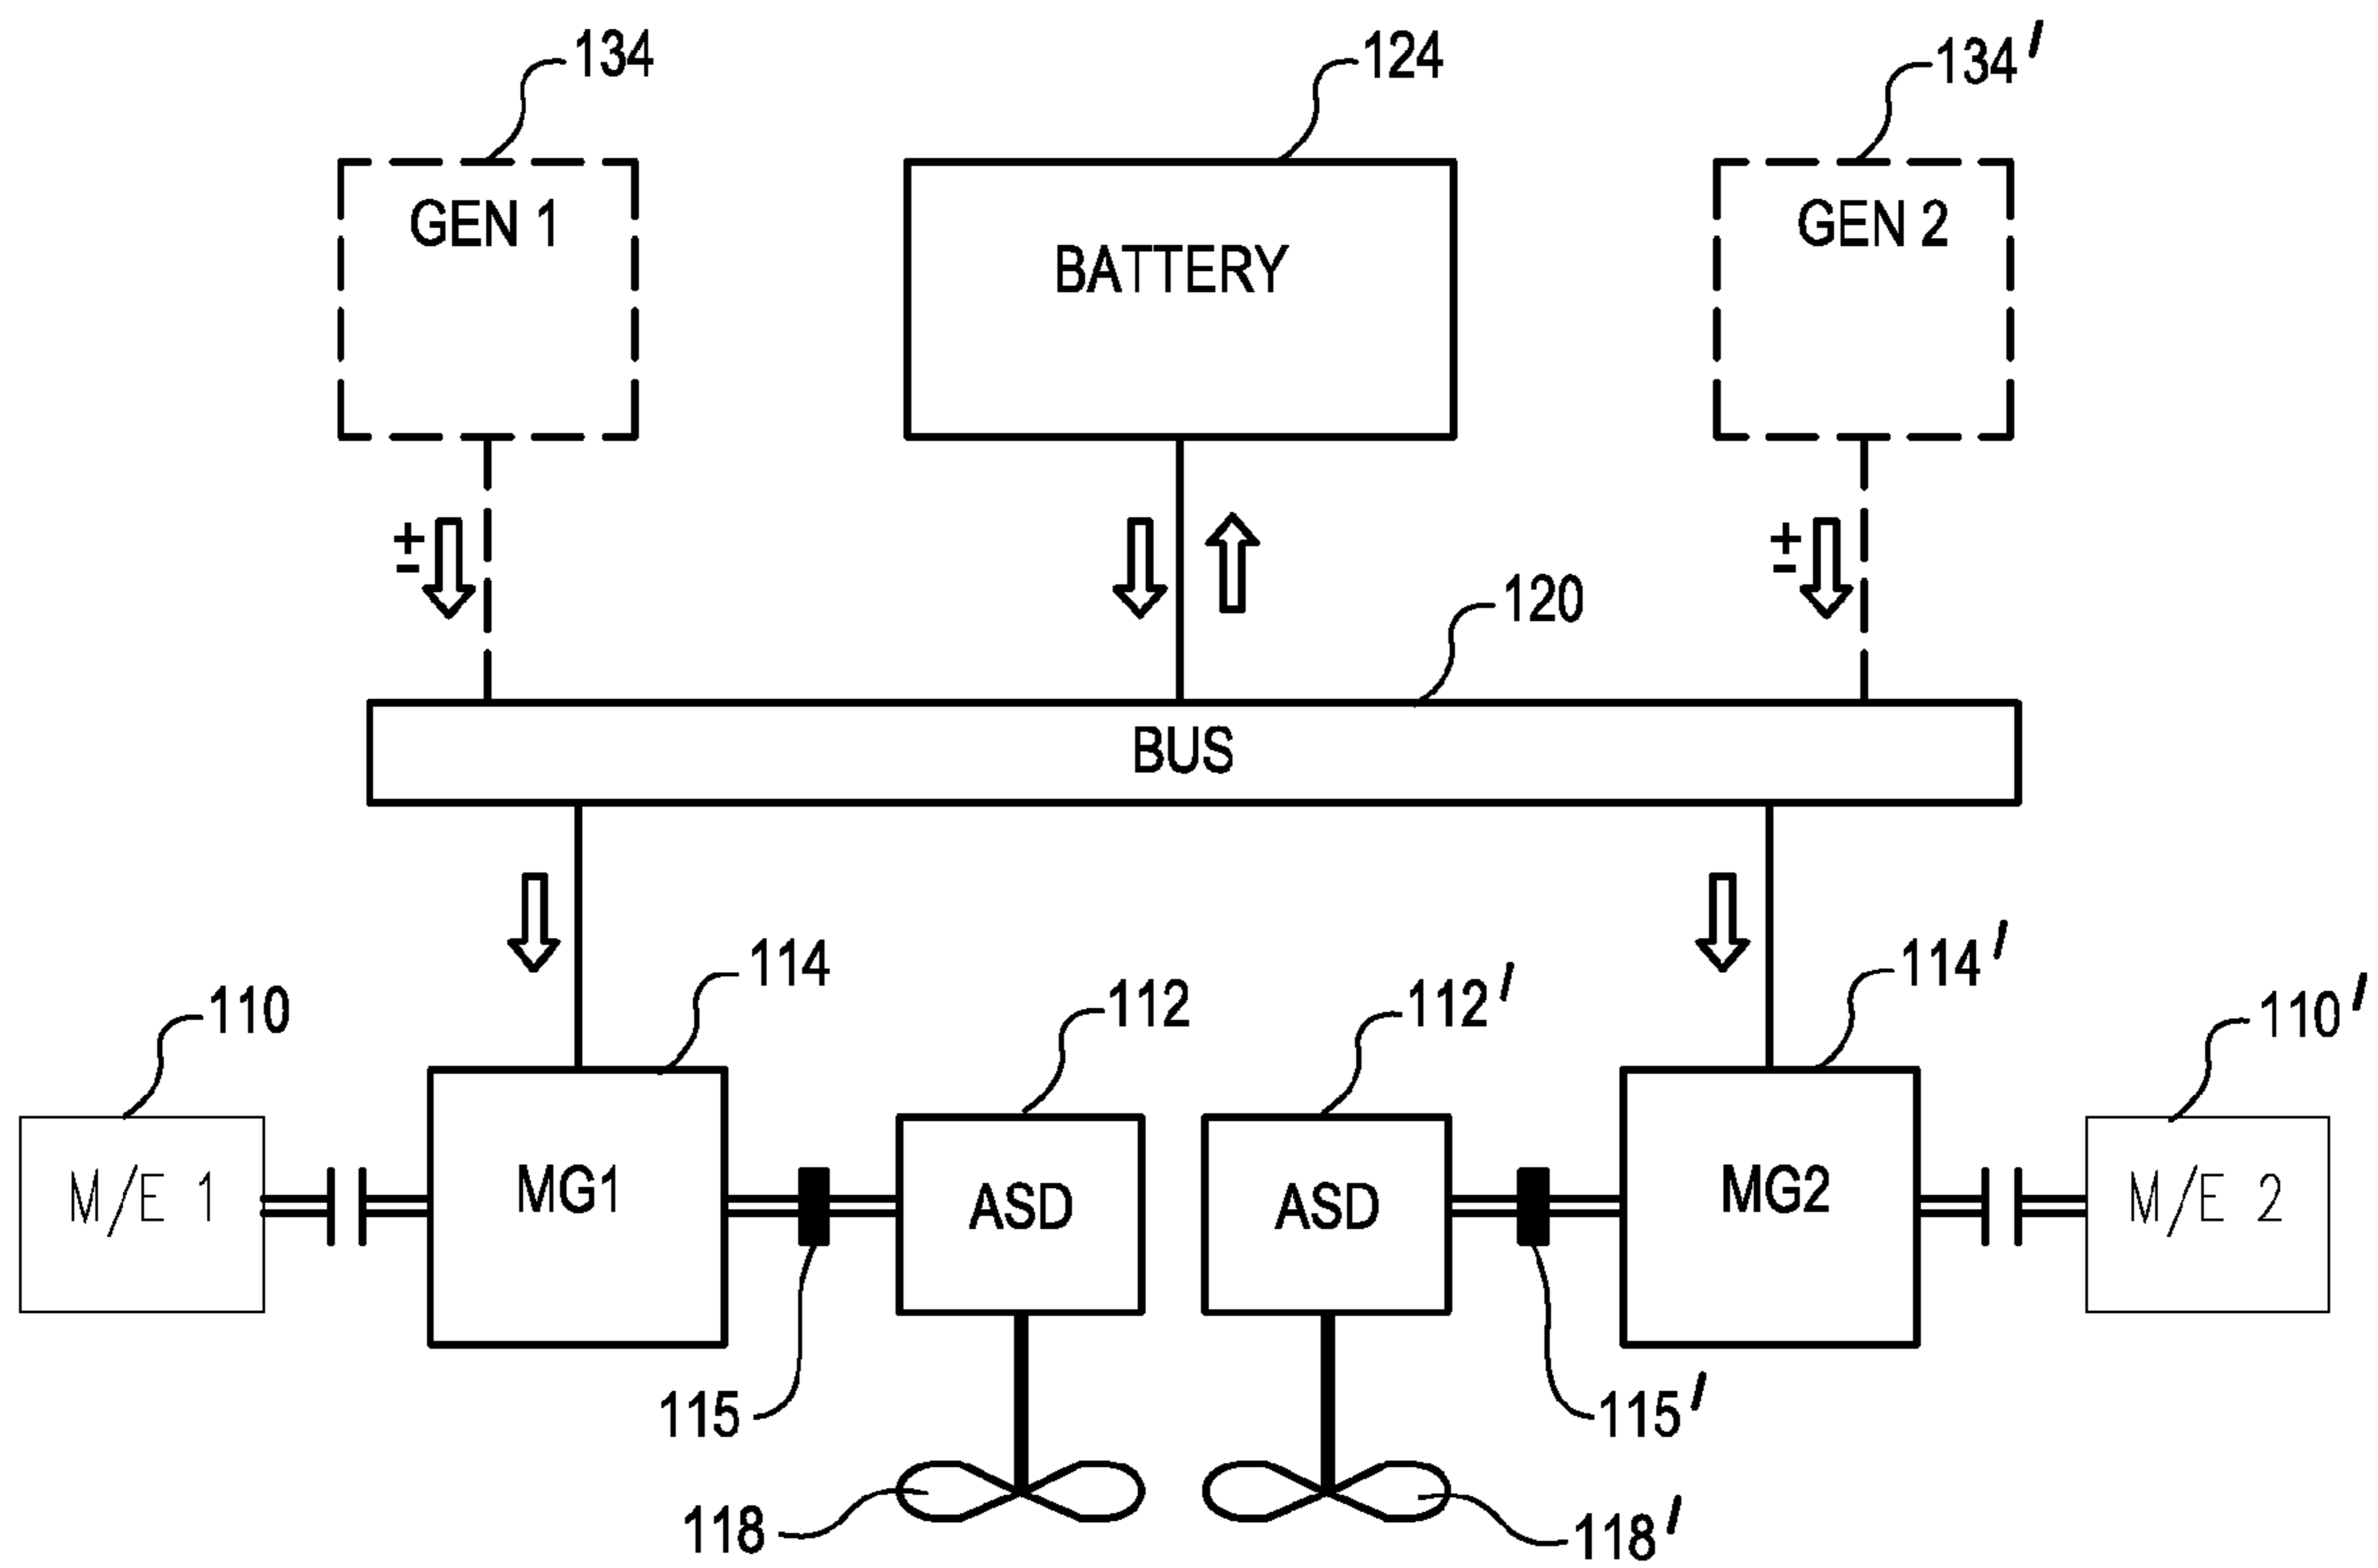 134
124
134'
GEN 1
BATTERY
GEN 2
±
±
120
BUS
110
114
112
112'
114'
110'
M/E 1
MG1
ASD
ASD
MG2
M/E 2
115
115'
118
118'